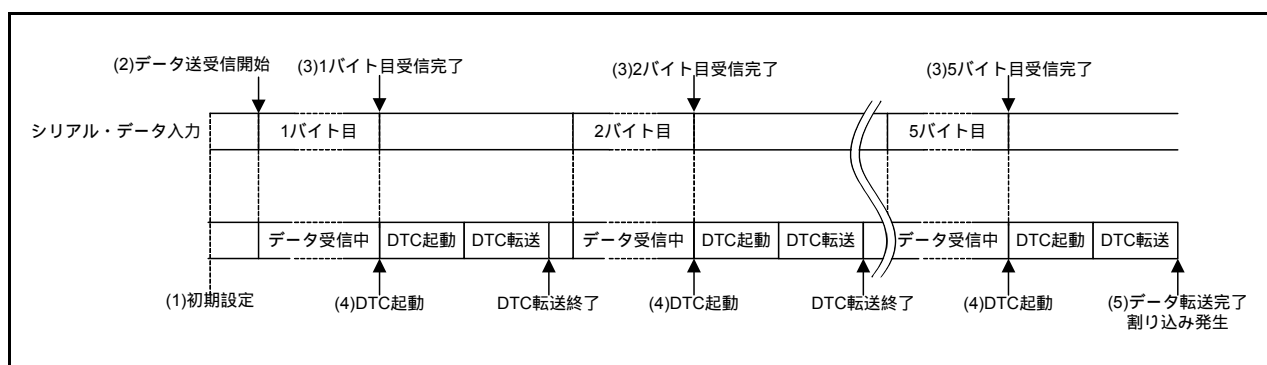 (2)データ送受信開始 (3)1バイト目受信完了 (3)2バイト目受信完了 (3)5バイト目受信完了
シリアル・データ入力 1バイト目 2バイト目 5バイト目
データ受信中 DTC起動 DTC転送 データ受信中 DTC起動 DTC転送 データ受信中 DTC起動 DTC転送
(1)初期設定 (4)DTC起動 DTC転送終了 (4)DTC起動 DTC転送終了 (4)DTC起動 (5)データ転送完了
割り込み発生